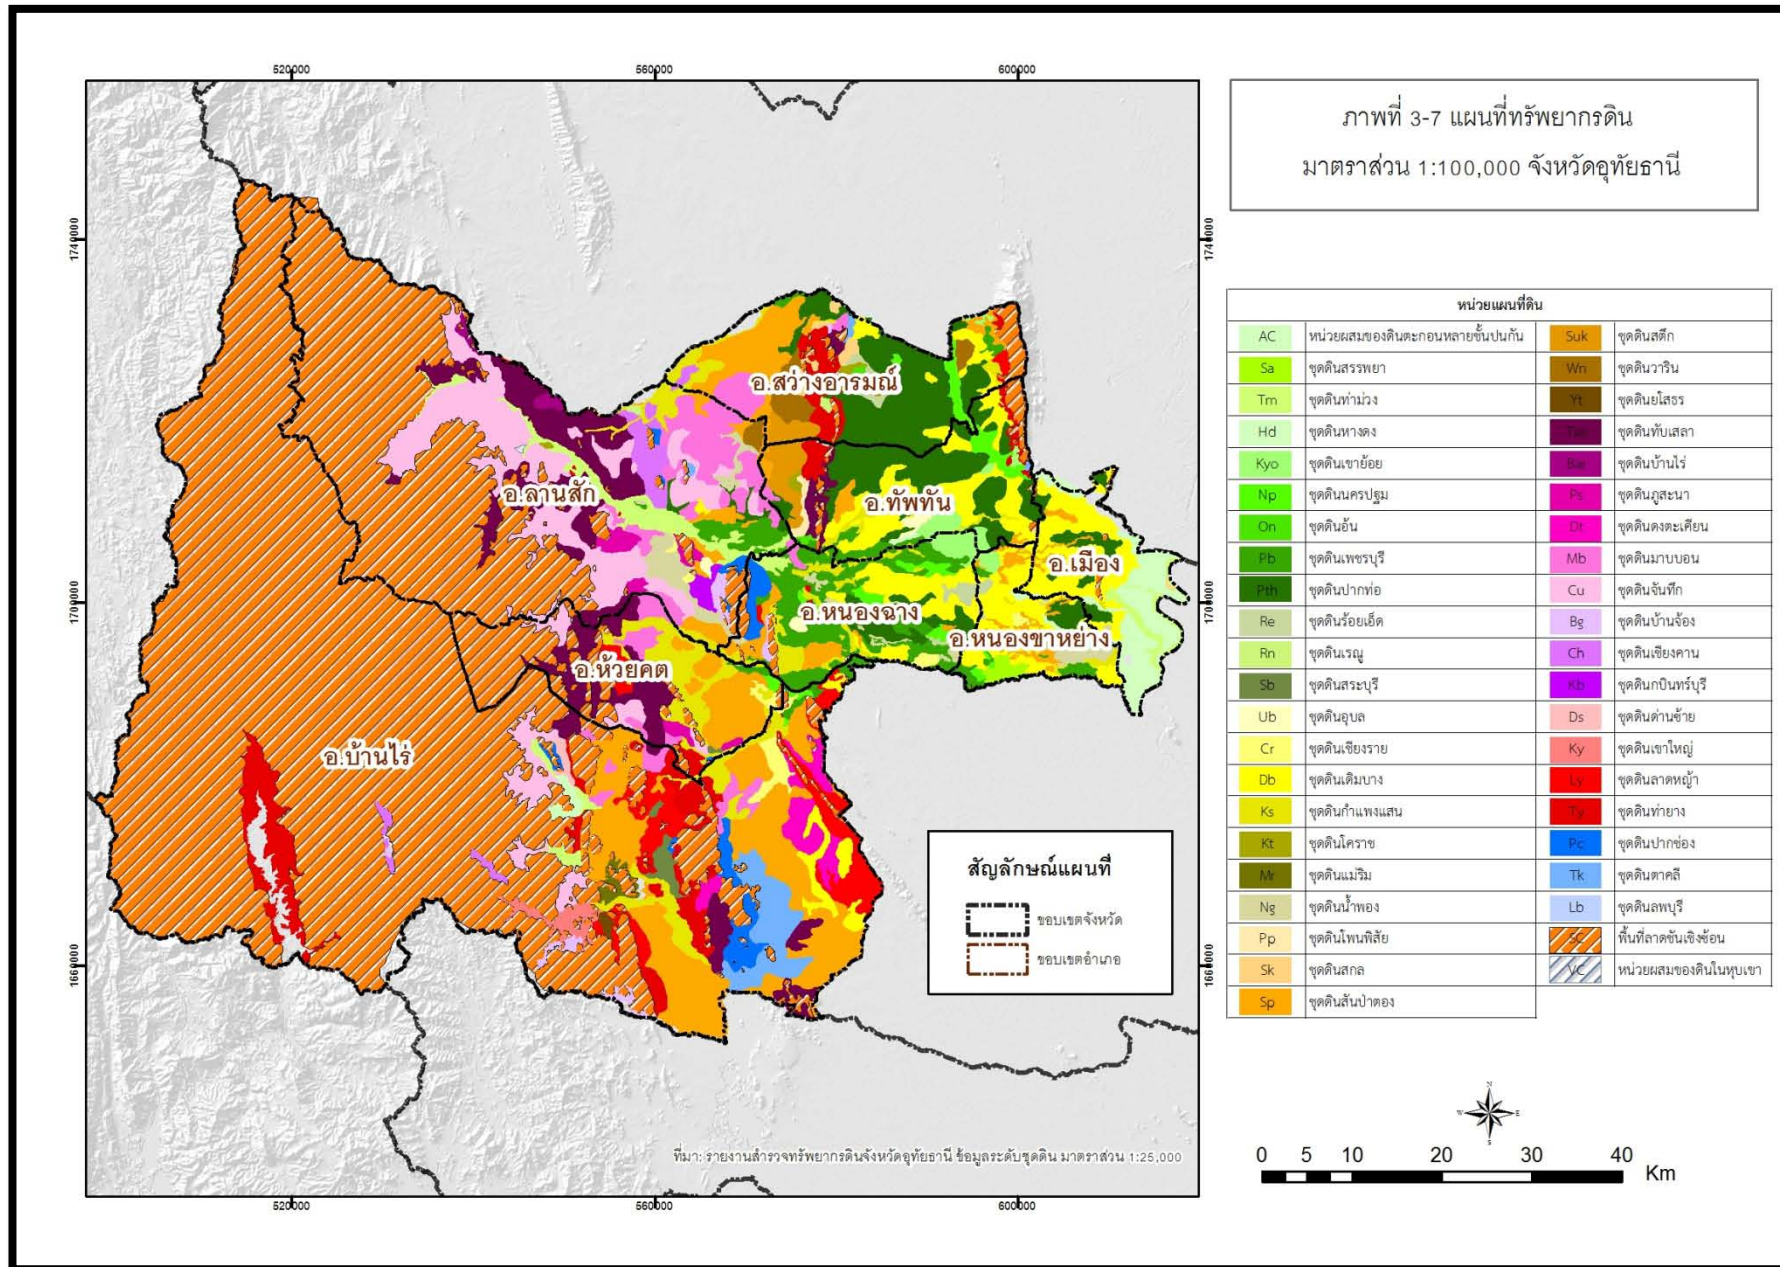 ภาพที่ 3-7 แผนที่ทรัพยากรดิน
มาตราส่วน 1:100,000 จังหวัดอุทัยธานี
520000
560000
600000
1740000
1740000
1700000
1700000
1660000
1660000
520000
560000
600000
อ.สว่างอารมณ์
อ.ลานสัก
อ.ทัพทัน
อ.เมือง
อ.หนองฉาง
อ.หนองขาหย่าง
อ.ห้วยคต
อ.บ้านไร่
สัญลักษณ์แผนที่
ขอบเขตจังหวัด
ขอบเขตอำเภอ
ที่มา: รายงานสำรวจทรัพยากรดินจังหวัดอุทัยธานี ข้อมูลระดับชุดดิน มาตราส่วน 1:25,000
หน่วยแผนที่ดิน
AC หน่วยผสมของดินตะกอนหลายชั้นปนกัน
Sa ชุดดินสรรพยา
Tm ชุดดินท่าม่วง
Hd ชุดดินหางดง
Kyo ชุดดินเขาย้อย
Np ชุดดินนครปฐม
On ชุดดินอ้น
Pb ชุดดินเพชรบุรี
Pth ชุดดินปากท่อ
Re ชุดดินร้อยเอ็ด
Rn ชุดดินเรณู
Sb ชุดดินสระบุรี
Ub ชุดดินอุบล
Cr ชุดดินเชียงราย
Db ชุดดินเดิมบาง
Ks ชุดดินกำแพงแสน
Kt ชุดดินโคราช
Mr ชุดดินแม่ริม
Ng ชุดดินน้ำพอง
Pp ชุดดินโพนพิสัย
Sk ชุดดินสกล
Sp ชุดดินสันป่าตอง
Suk ชุดดินสตึก
Wn ชุดดินวาริน
Yt ชุดดินยโสธร
ชุดดินทับเสลา
ชุดดินบ้านไร่
Ps ชุดดินภูสะนา
Dt ชุดดินดงตะเคียน
Mb ชุดดินมาบบอน
Cu ชุดดินจันทึก
Bg ชุดดินบ้านจ้อง
Ch ชุดดินเชียงคาน
Kb ชุดดินกบินทร์บุรี
Ds ชุดดินด่านซ้าย
Ky ชุดดินเขาใหญ่
Ly ชุดดินลาดหญ้า
Ty ชุดดินท่ายาง
Pc ชุดดินปากช่อง
Tk ชุดดินตาคลี
Lb ชุดดินลพบุรี
SC พื้นที่ลาดชันเชิงซ้อน
VC หน่วยผสมของดินในหุบเขา
N
W E
S
0 5 10 20 30 40
Km